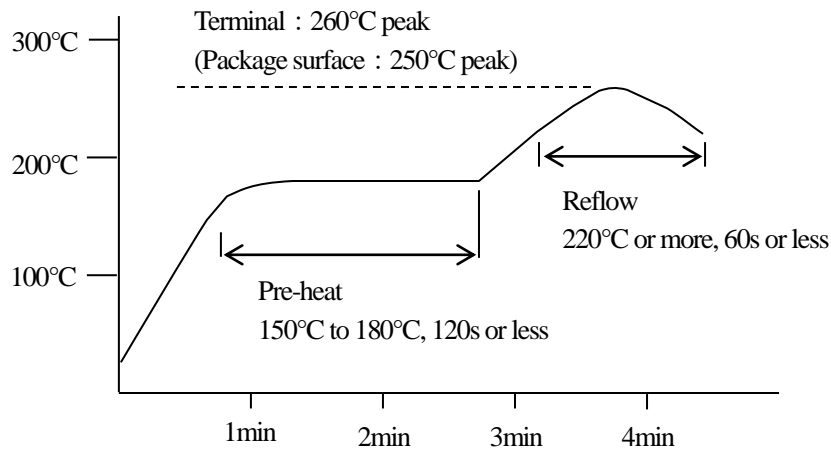 Terminal：260°C peak
(Package surface：250°C peak)
300°C
200°C
100°C
Reflow
220°C or more, 60s or less
Pre-heat
150°C to 180°C, 120s or less
1min
2min
3min
4min